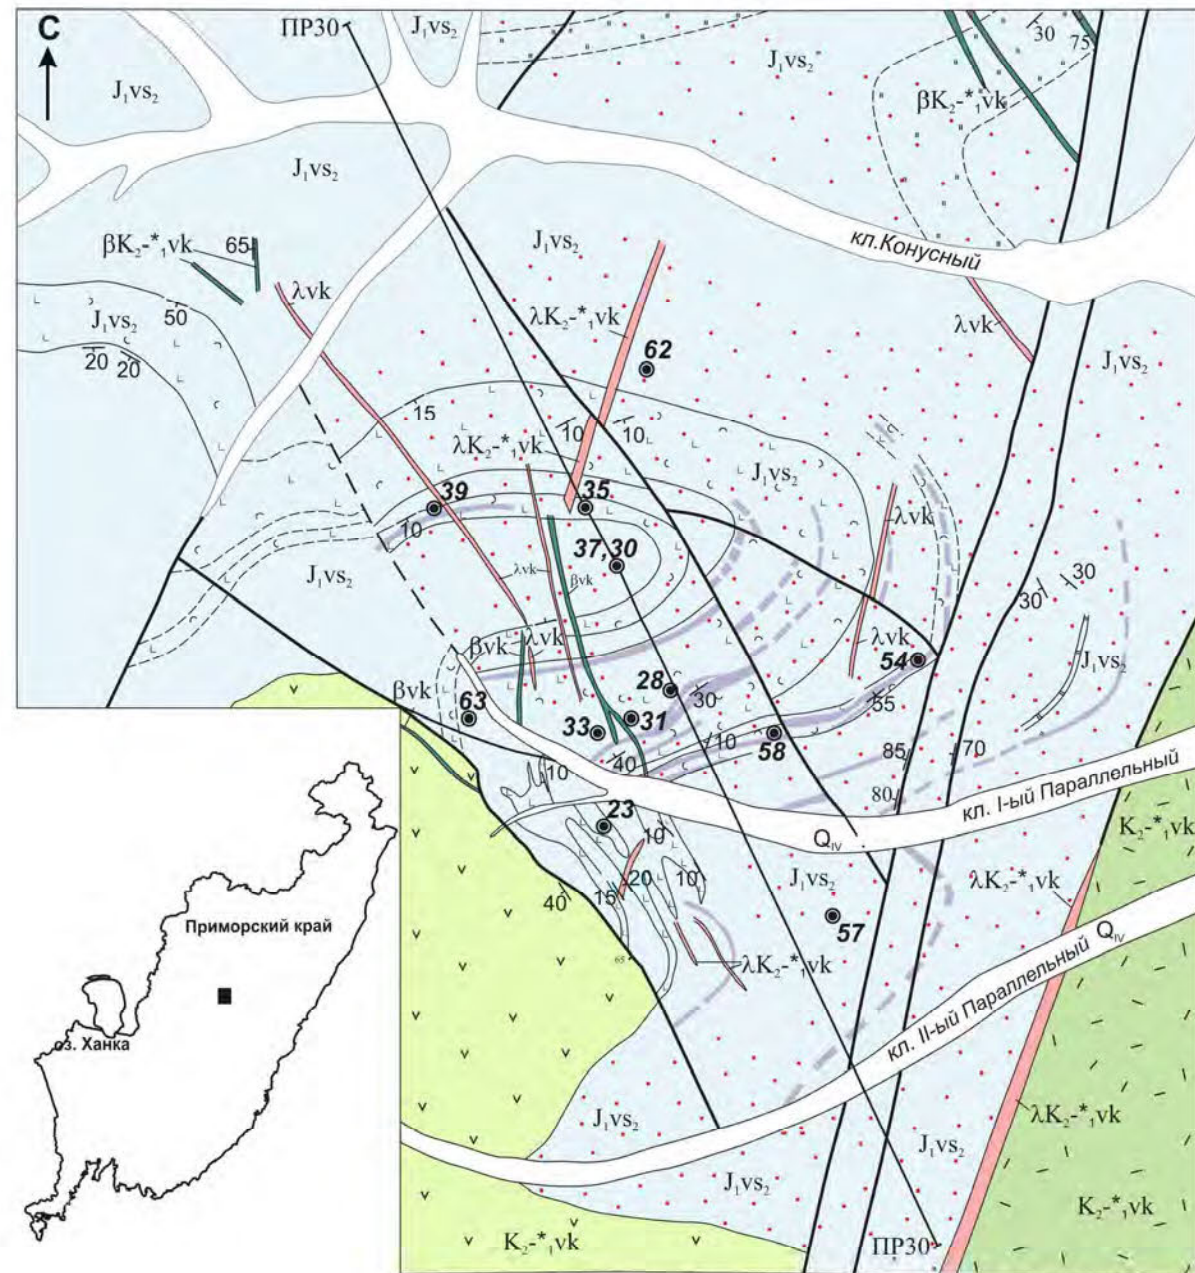 С
ПР30
J₁vs₂
J₁vs₂
30
75
J₁vs₂
βK₂-*₁vk
J₁vs₂
кл.Конусный
βK₂-*₁vk
65
J₁vs₂
λvk
λK₂-*₁vk
J₁vs₂
50
20
20
62
λvk
J₁vs₂
15
10
10
λK₂-*₁vk
J₁vs₂
39
35
10
λvk
37,30
J₁vs₂
λvk
βvk
30
30
βvk
λvk
λvk
54
J₁vs₂
28
30
55
βvk
63
33
31
10
58
85
70
10
40
80
кл. I-ый Параллельный
K₂-*₁vk
23
10
Q_IV
20
10
J₁vs₂
λK₂-*₁vk
40
15
57
65
λK₂-*₁vk
кл. II-ый Параллельный
Q_IV
Приморский край
оз. Ханка
J₁vs₂
λK₂-*₁vk
J₁vs₂
J₁vs₂
K₂-*₁vk
K₂-*₁vk
ПР30